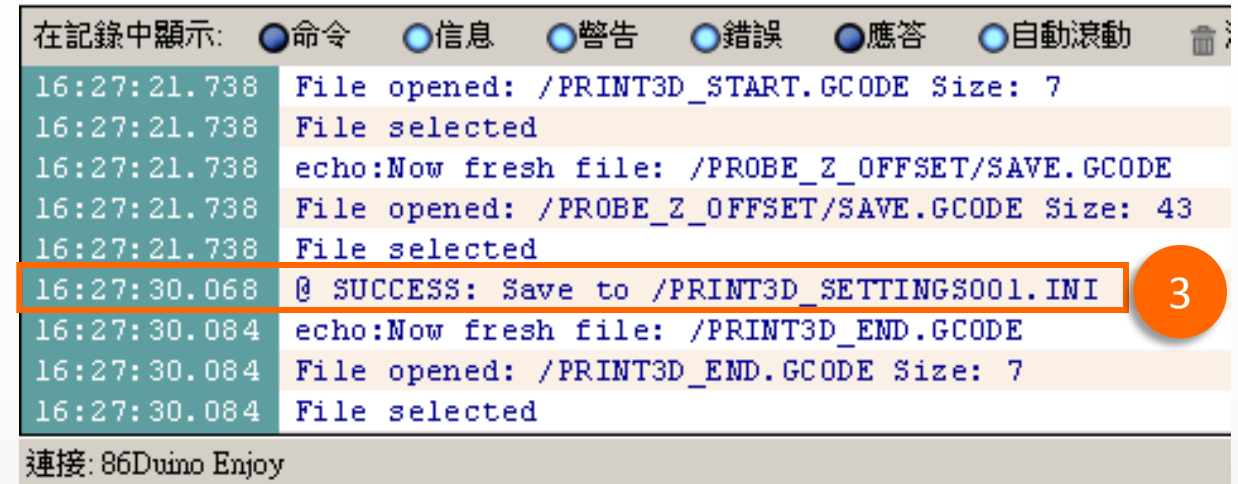 在記錄中顯示: 命令 信息 警告 錯誤 應答 自動滾動
16:27:21.738 File opened: /PRINT3D_START.GCODE Size: 7
16:27:21.738 File selected
16:27:21.738 echo:Now fresh file: /PROBE_Z_OFFSET/SAVE.GCODE
16:27:21.738 File opened: /PROBE_Z_OFFSET/SAVE.GCODE Size: 43
16:27:21.738 File selected
16:27:30.068 @ SUCCESS: Save to /PRINT3D_SETTINGS001.INI 3
16:27:30.084 echo:Now fresh file: /PRINT3D_END.GCODE
16:27:30.084 File opened: /PRINT3D_END.GCODE Size: 7
16:27:30.084 File selected
連接: 86Duino Enjoy